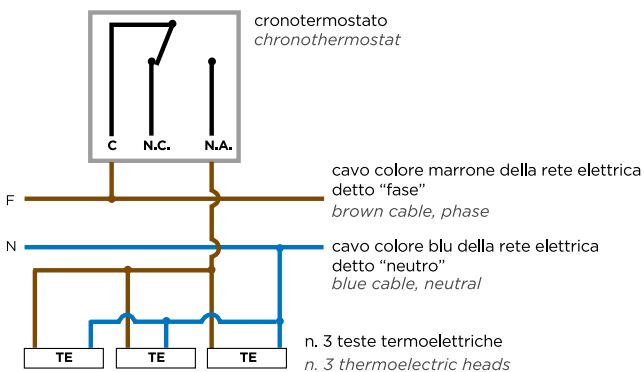 cronotermostato
chronothermostat
C N.C. N.A.
cavo colore marrone della rete elettrica
detto “fase”
brown cable, phase
F
N
cavo colore blu della rete elettrica
detto “neutro”
blue cable, neutral
n. 3 teste termoelettriche
n. 3 thermoelectric heads
TE TE TE